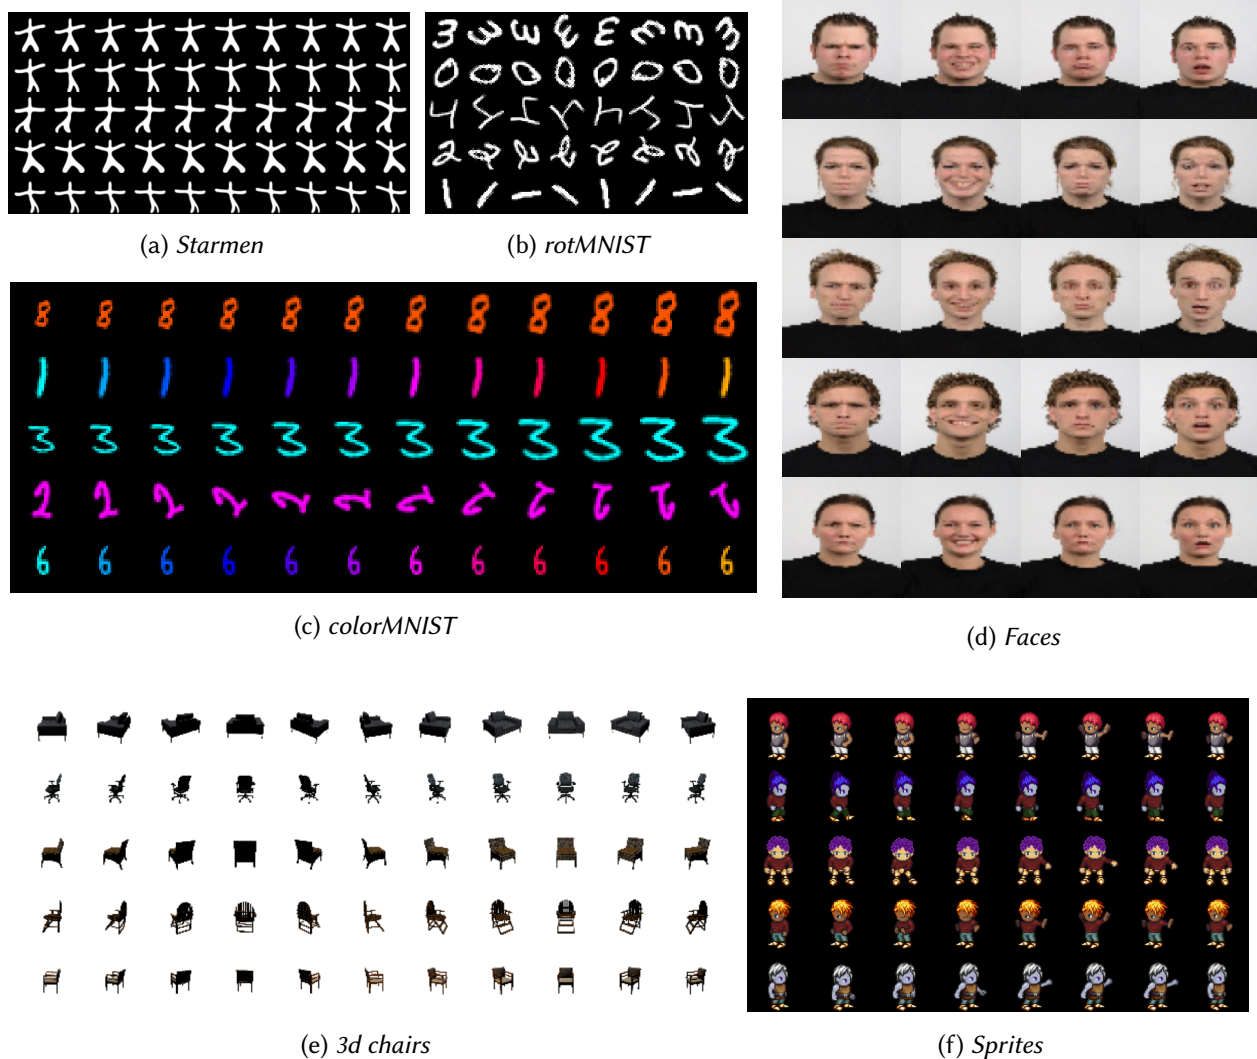 (a) Starmen
(b) rotMNIST
(c) colorMNIST
(d) Faces
(e) 3d chairs
(f) Sprites